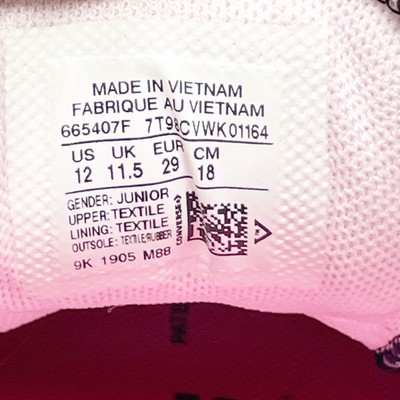 MADE IN VIETNAM
FABRIQUE AU VIETNAM
665407F 7T98CVWK01164
US UK EUR CM
12 11.5 29 18
GENDER: JUNIOR
UPPER: TEXTILE
LINING: TEXTILE
OUTSOLE: TEXTILE/RUBBER
(CONVERSE)
9K 1905 M88